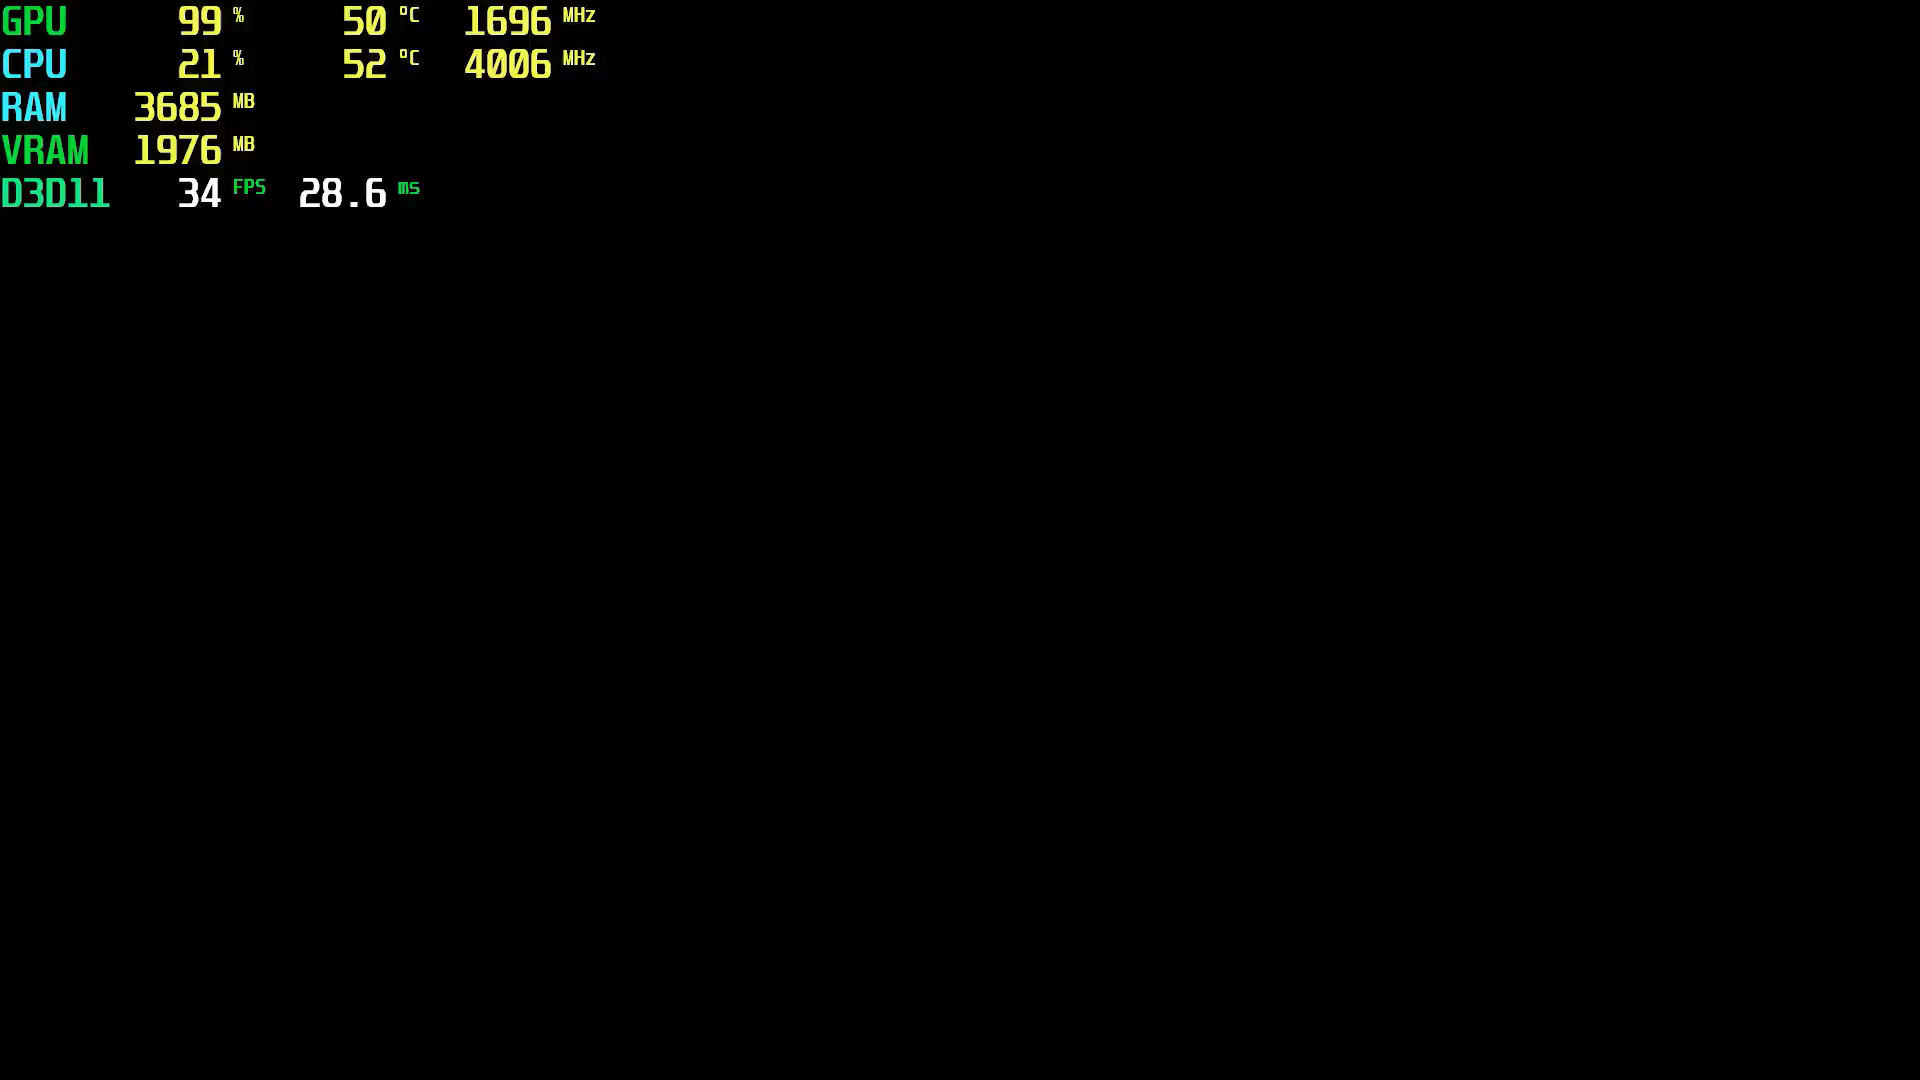 GPU 99 % 50 °C 1696 MHz
CPU 21 % 52 °C 4006 MHz
RAM 3685 MB
VRAM 1976 MB
D3D11 34 FPS 28.6 ms